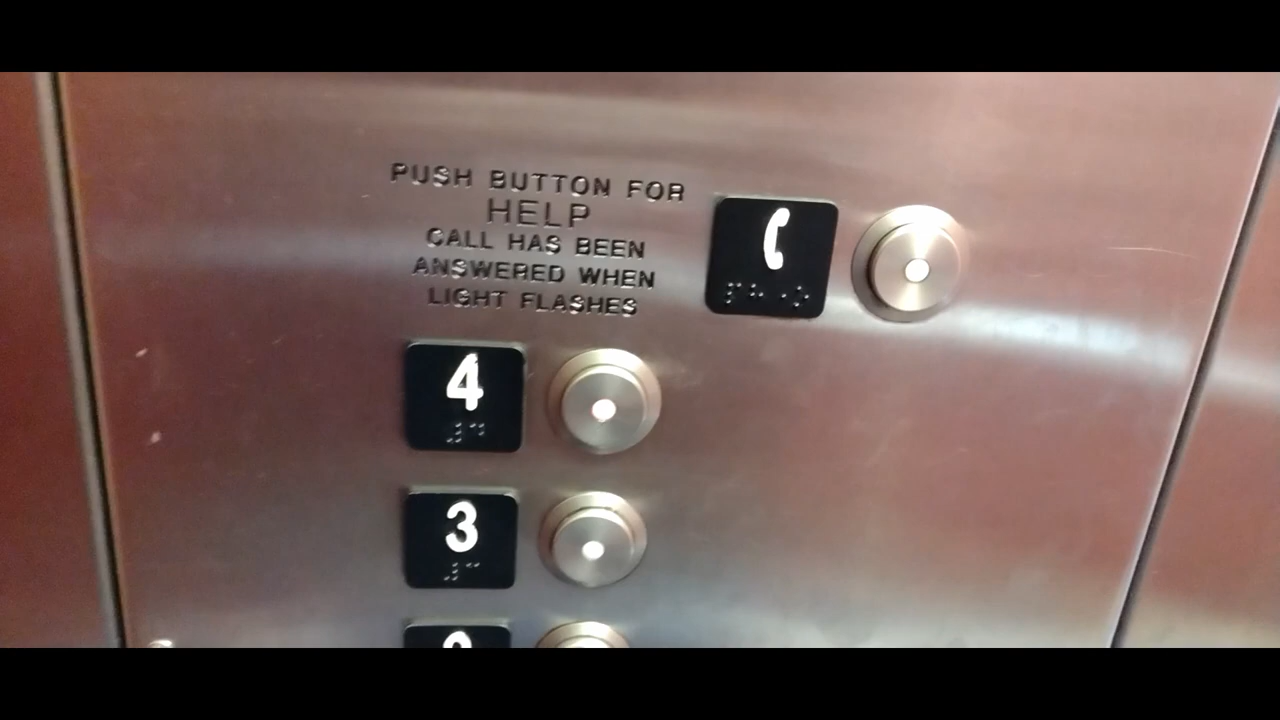 PUSH BUTTON FOR
HELP
CALL HAS BEEN
ANSWERED WHEN
LIGHT FLASHES
4
3